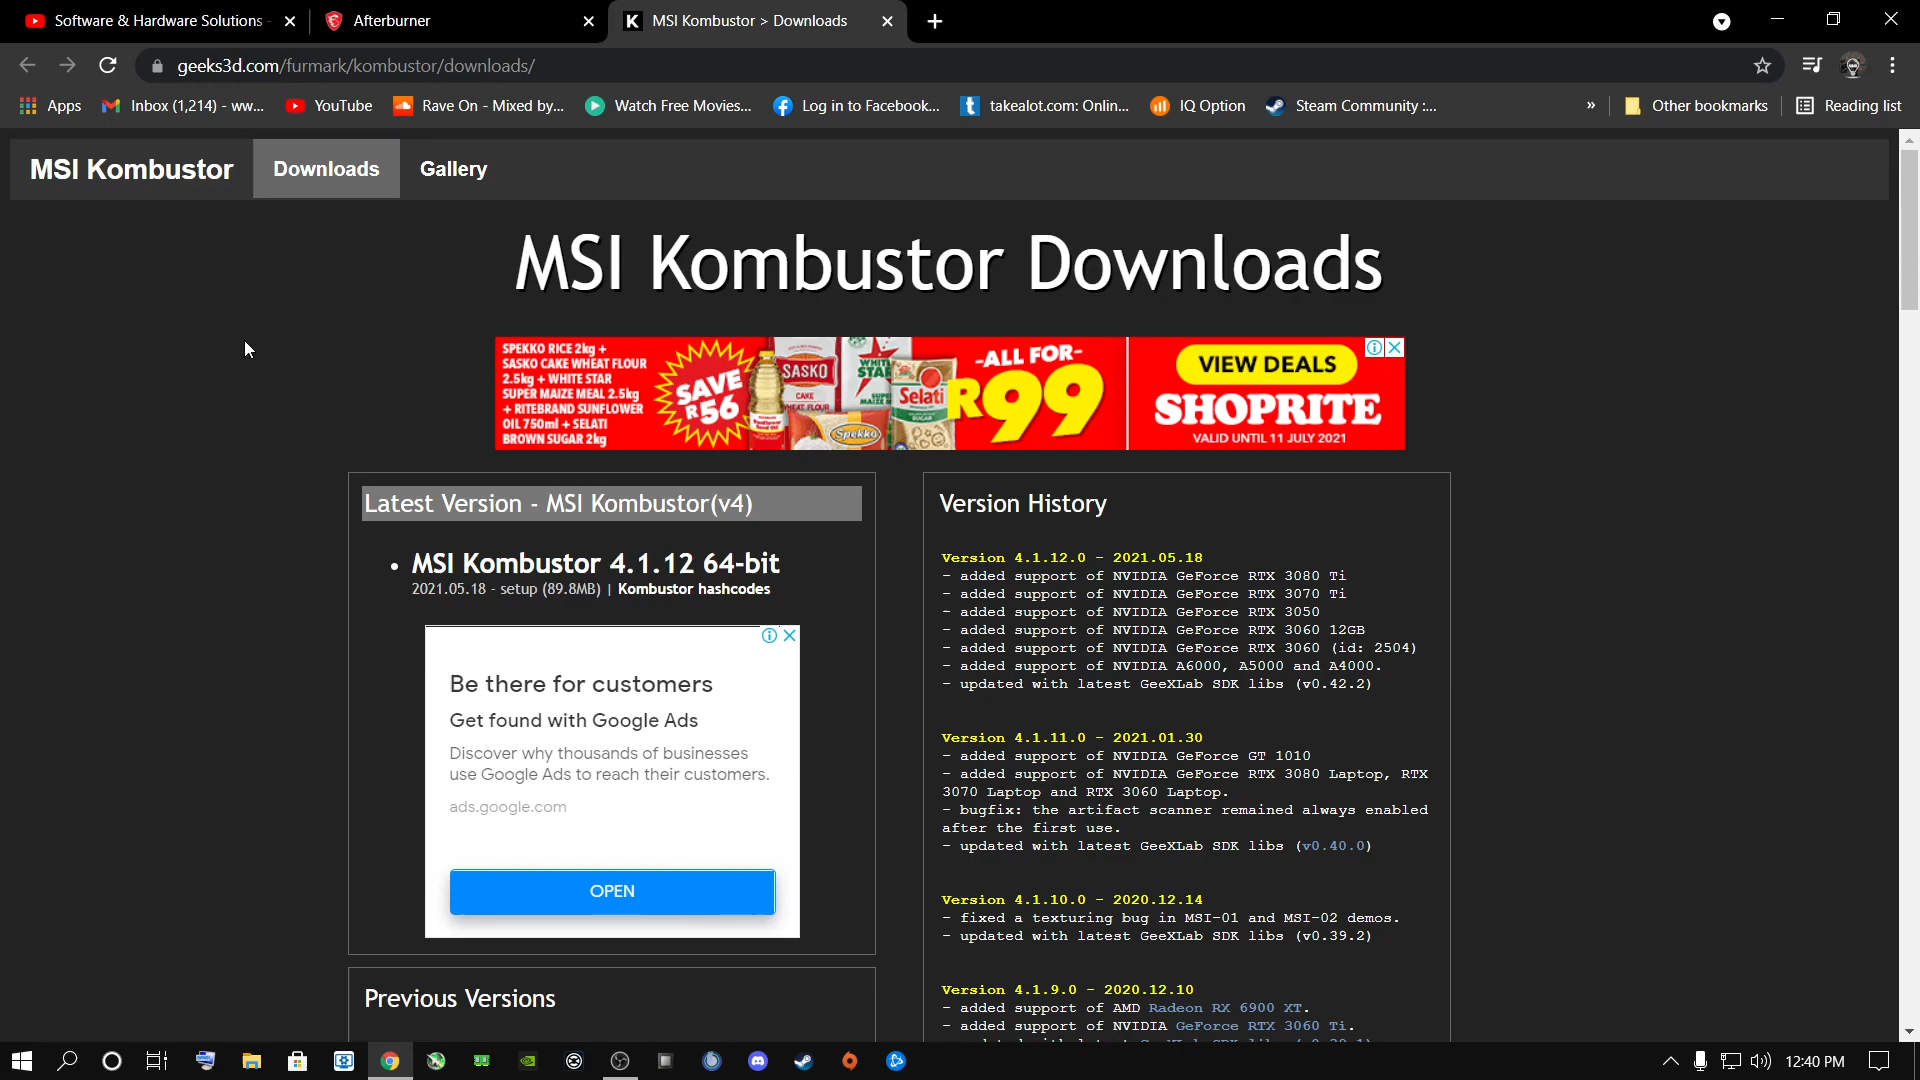 Software & Hardware Solutions -
Afterburner
MSI Kombustor > Downloads
geeks3d.com/furmark/kombustor/downloads/
Apps
Inbox (1,214) - ww...
YouTube
Rave On - Mixed by...
Watch Free Movies...
Log in to Facebook...
takealot.com: Onlin...
IQ Option
Steam Community :...
»
Other bookmarks
Reading list
MSI Kombustor
Downloads
Gallery
MSI Kombustor Downloads
SPEKKO RICE 2kg +
SASKO CAKE WHEAT FLOUR
2.5kg + WHITE STAR
SUPER MAIZE MEAL 2.5kg
+ RITEBRAND SUNFLOWER
OIL 750ml + SELATI
BROWN SUGAR 2kg
SAVE
R56
SASKO
CAKE
WHEAT FLOUR
WHITE
STAR
Spekko
Selati
-ALL FOR-
R99
VIEW DEALS
SHOPRITE
VALID UNTIL 11 JULY 2021
Latest Version - MSI Kombustor(v4)
• MSI Kombustor 4.1.12 64-bit
2021.05.18 - setup (89.8MB) | Kombustor hashcodes
Be there for customers
Get found with Google Ads
Discover why thousands of businesses
use Google Ads to reach their customers.
ads.google.com
OPEN
Previous Versions
Version History
Version 4.1.12.0 - 2021.05.18
- added support of NVIDIA GeForce RTX 3080 Ti
- added support of NVIDIA GeForce RTX 3070 Ti
- added support of NVIDIA GeForce RTX 3050
- added support of NVIDIA GeForce RTX 3060 12GB
- added support of NVIDIA GeForce RTX 3060 (id: 2504)
- added support of NVIDIA A6000, A5000 and A4000.
- updated with latest GeeXLab SDK libs (v0.42.2)
Version 4.1.11.0 - 2021.01.30
- added support of NVIDIA GeForce GT 1010
- added support of NVIDIA GeForce RTX 3080 Laptop, RTX
3070 Laptop and RTX 3060 Laptop.
- bugfix: the artifact scanner remained always enabled
after the first use.
- updated with latest GeeXLab SDK libs (v0.40.0)
Version 4.1.10.0 - 2020.12.14
- fixed a texturing bug in MSI-01 and MSI-02 demos.
- updated with latest GeeXLab SDK libs (v0.39.2)
Version 4.1.9.0 - 2020.12.10
- added support of AMD Radeon RX 6900 XT.
- added support of NVIDIA GeForce RTX 3060 Ti.
12:40 PM